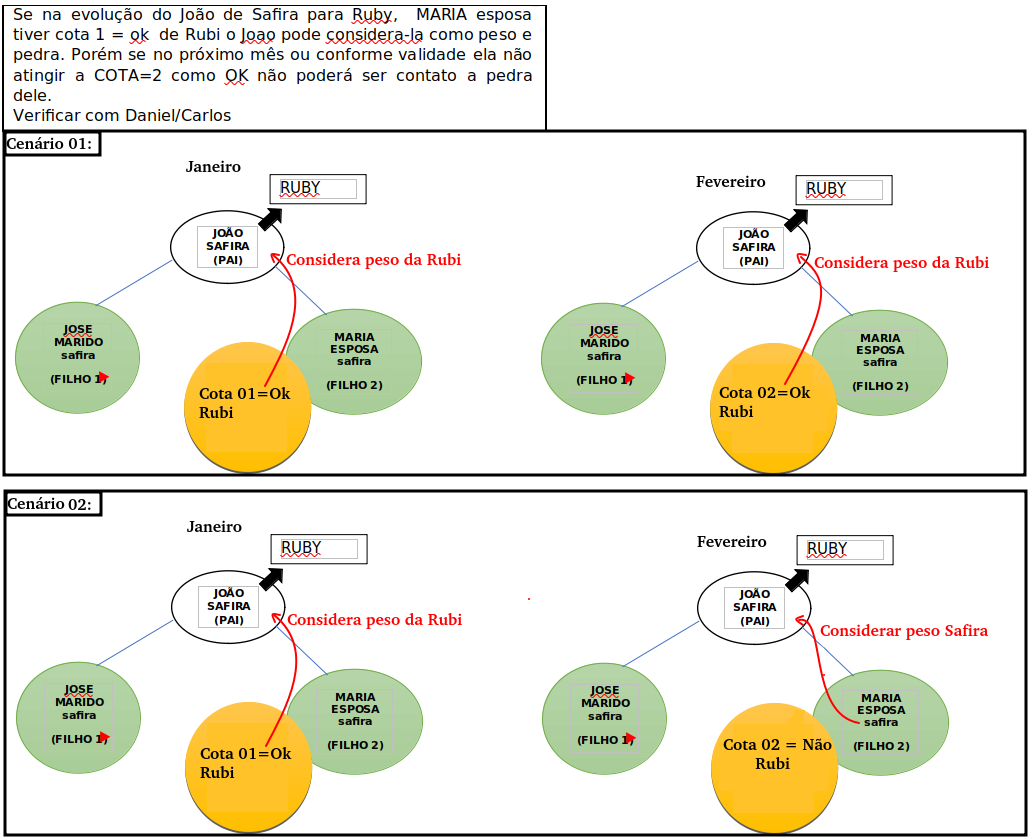 Se na evolução do João de Safira para Ruby, MARIA esposa
tiver cota 1 = ok de Rubi o Joao pode considera-la como peso e
pedra. Porém se no próximo mês ou conforme validade ela não
atingir a COTA=2 como OK não poderá ser contato a pedra
dele.
Verificar com Daniel/Carlos
Cenário 01:
Janeiro
RUBY
JOÃO
SAFIRA
(PAI)
Considera peso da Rubi
JOSE
MARIDO
safira
(FILHO 1)
MARIA
ESPOSA
safira
(FILHO 2)
Cota 01=Ok
Rubi
Fevereiro
RUBY
JOÃO
SAFIRA
(PAI)
Considera peso da Rubi
JOSE
MARIDO
safira
(FILHO 1)
MARIA
ESPOSA
safira
(FILHO 2)
Cota 02=Ok
Rubi
Cenário 02:
Janeiro
RUBY
JOÃO
SAFIRA
(PAI)
Considera peso da Rubi
JOSE
MARIDO
safira
(FILHO 1)
MARIA
ESPOSA
safira
(FILHO 2)
Cota 01=Ok
Rubi
Fevereiro
RUBY
JOÃO
SAFIRA
(PAI)
Considerar peso Safira
JOSE
MARIDO
safira
(FILHO 1)
MARIA
ESPOSA
safira
(FILHO 2)
Cota 02 = Não
Rubi